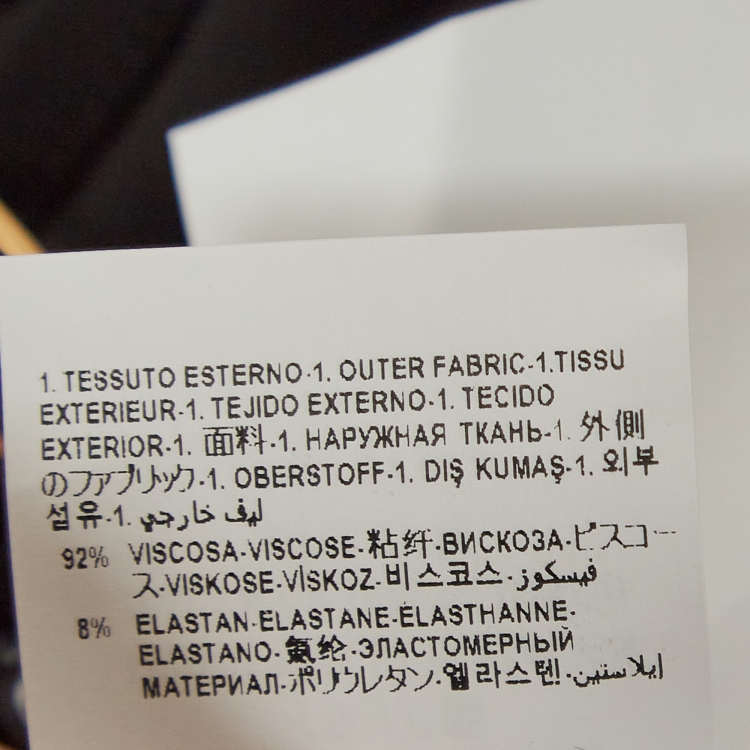 1. TESSUTO ESTERNO-1. OUTER FABRIC-1.TISSU
EXTERIEUR-1. TEJIDO EXTERNO-1. TECIDO
EXTERIOR-1. 面料-1. НАРУЖНАЯ ТКАНЬ-1. 外側
のファブリック-1. OBERSTOFF-1. DIŞ KUMAŞ-1. 외부
섬유-1. ليف خارجي
92% VISCOSA-VISCOSE-粘纤-ВИСКОЗА-ビスコー
ス-VISKOSE-VISKOZ-비스코스-فيسكوز
8% ELASTAN-ELASTANE-ÉLASTHANNE-
ELASTANO-氨纶-ЭЛАСТОМЕРНЫЙ
МАТЕРИАЛ-ポリウレタン-엘라스텐-ايلاستين